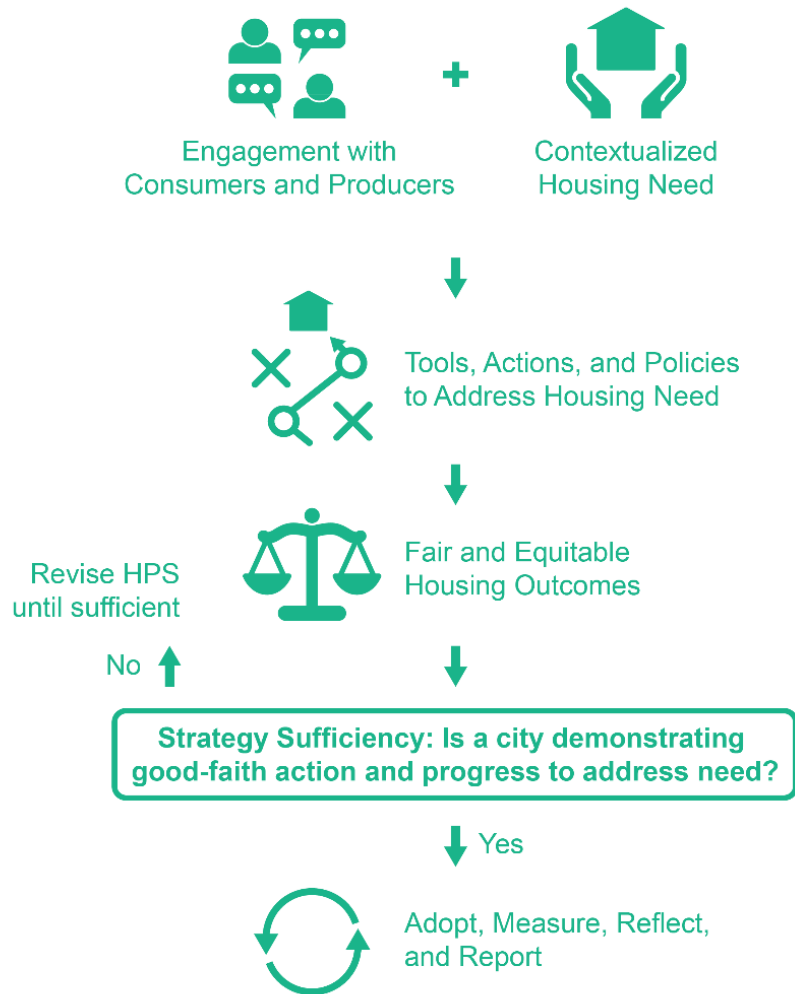 Engagement with
Consumers and Producers
Contextualized
Housing Need
Tools, Actions, and Policies
to Address Housing Need
Fair and Equitable
Housing Outcomes
Revise HPS
until sufficient
No
Strategy Sufficiency: Is a city demonstrating
good-faith action and progress to address need?
Yes
Adopt, Measure, Reflect,
and Report